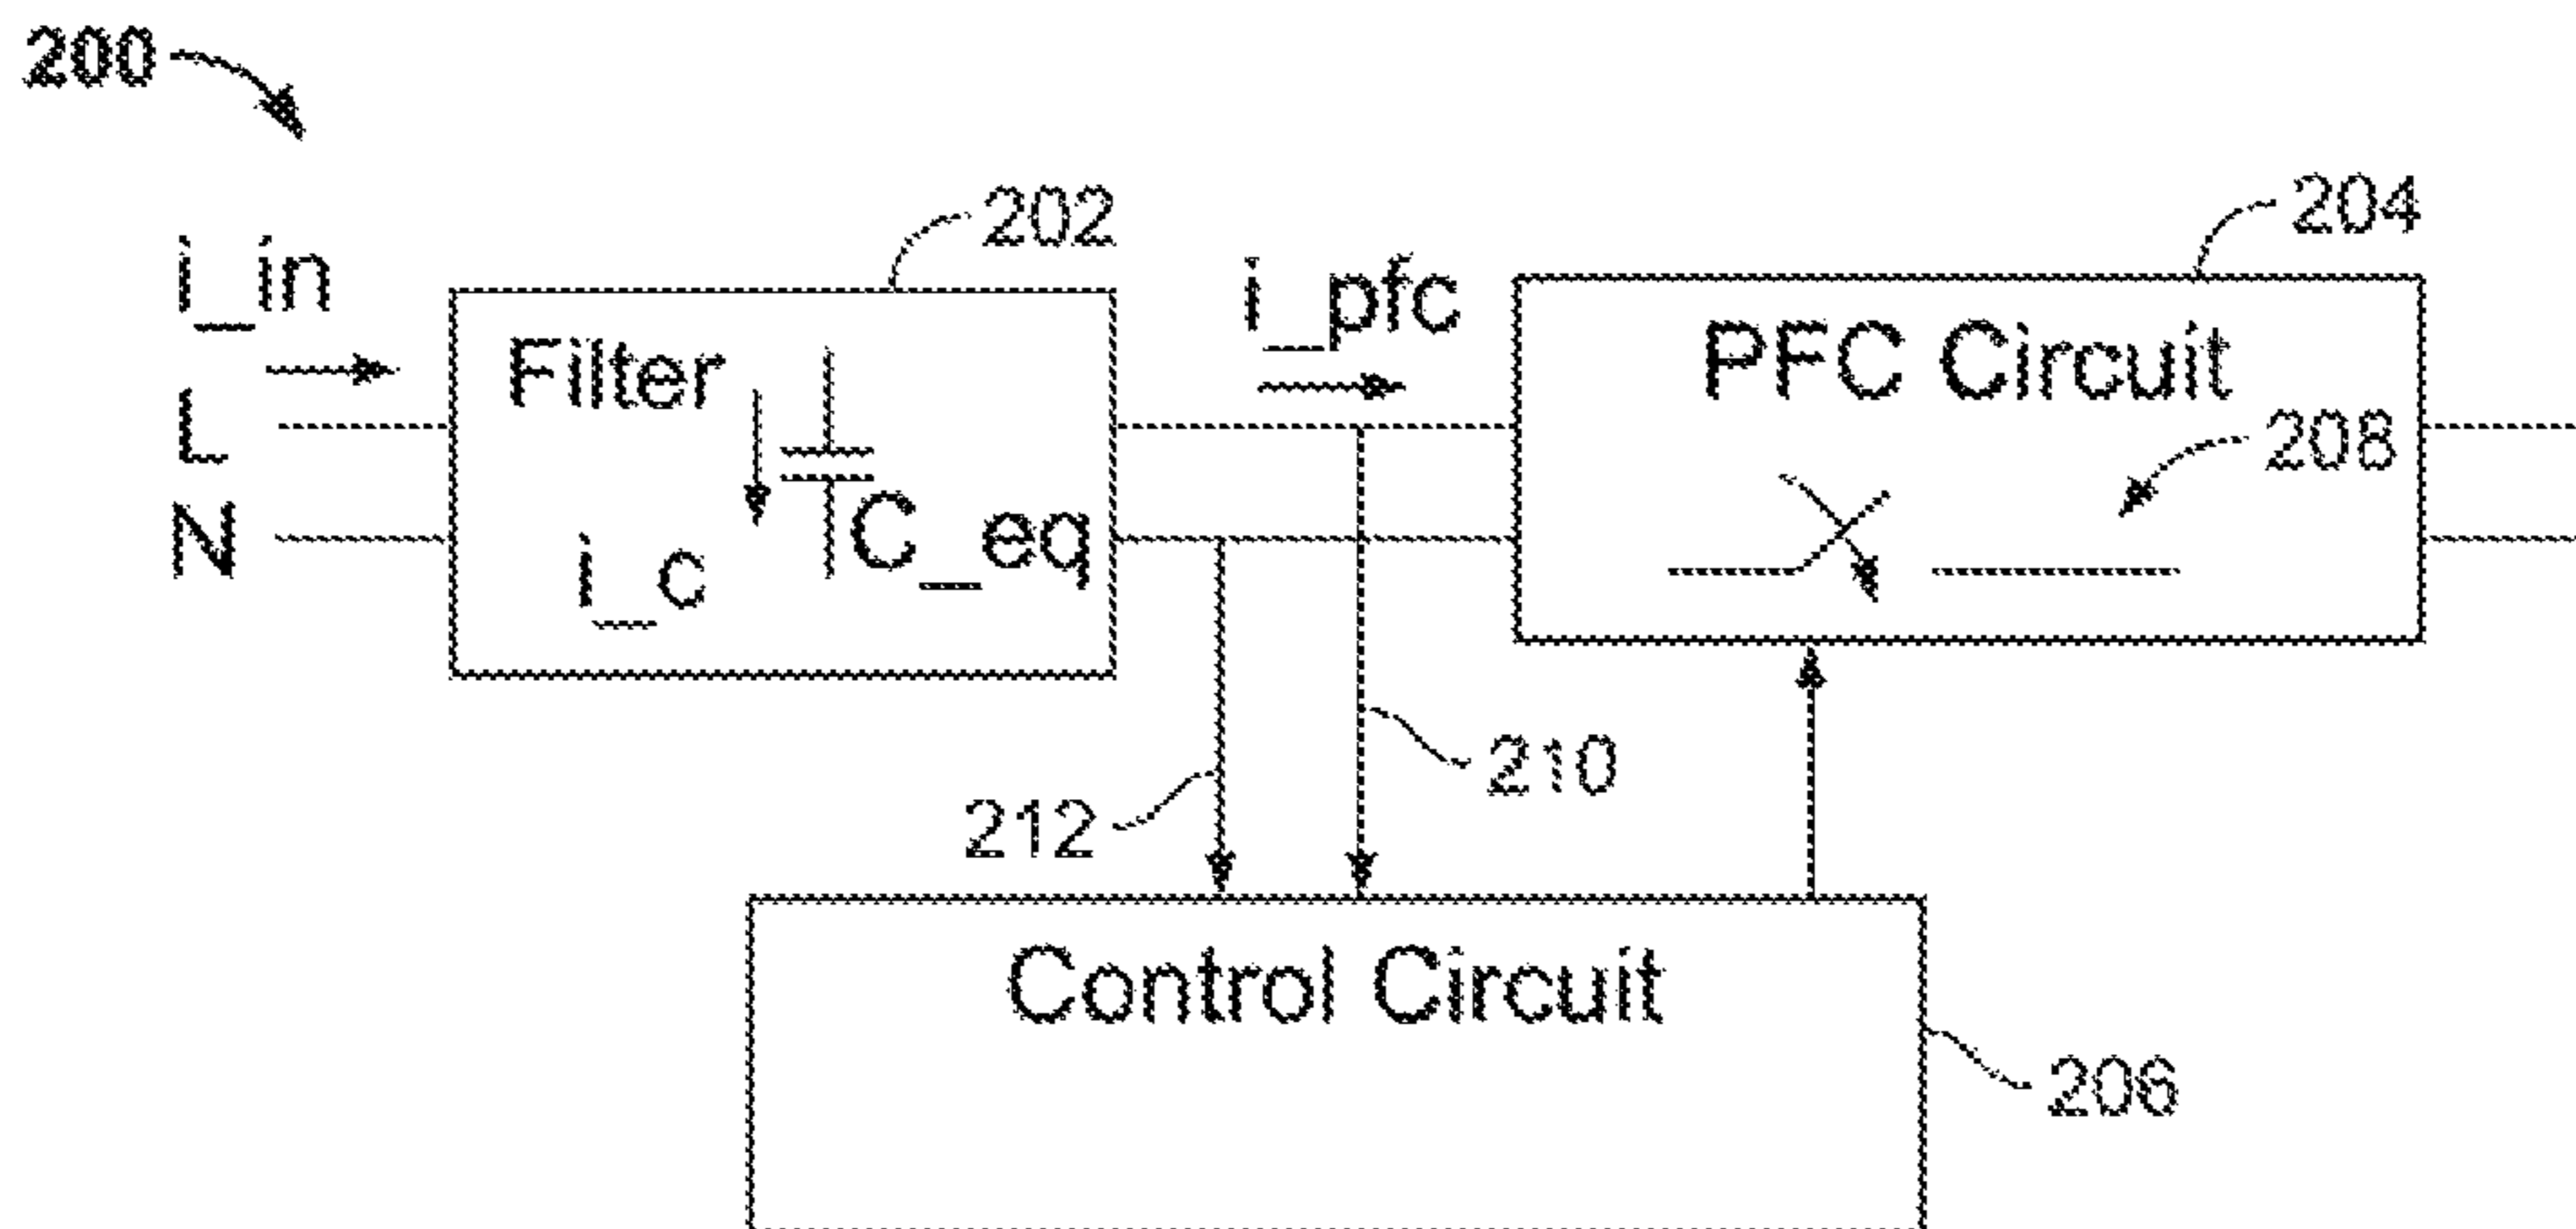 200
202
204
i_in
i_pfc
Filter
PFC Circuit
L
208
N
C_eq
i_c
210
212
Control Circuit
206